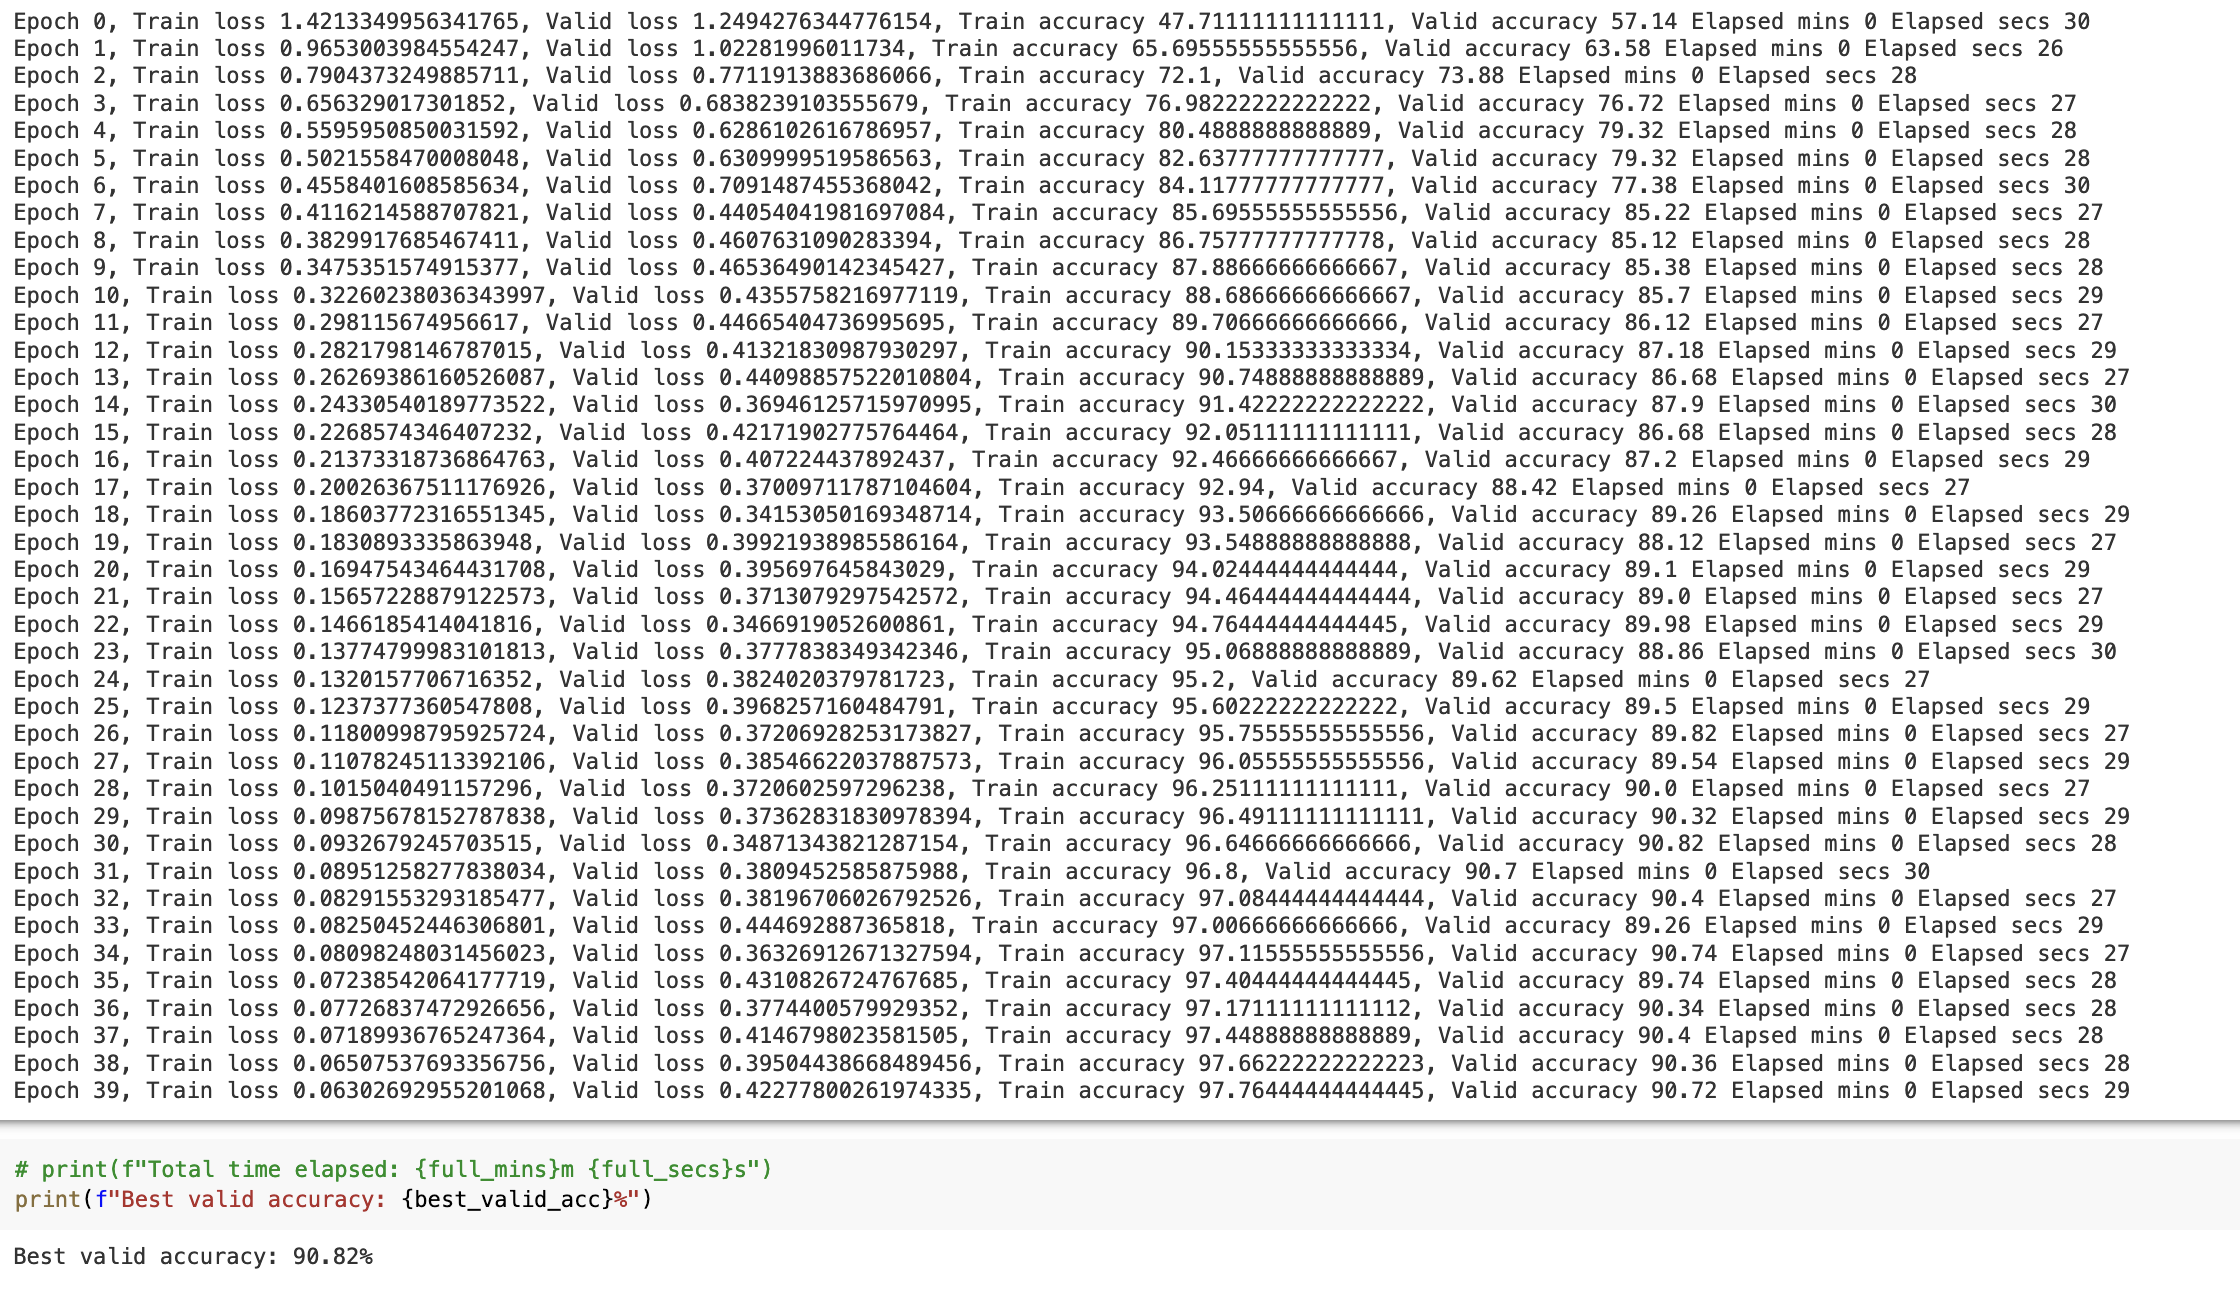 Epoch 0, Train loss 1.4213349956341765, Valid loss 1.2494276344776154, Train accuracy 47.71111111111111, Valid accuracy 57.14 Elapsed mins 0 Elapsed secs 30
Epoch 1, Train loss 0.9653003984554247, Valid loss 1.02281996011734, Train accuracy 65.69555555555556, Valid accuracy 63.58 Elapsed mins 0 Elapsed secs 26
Epoch 2, Train loss 0.7904373249885711, Valid loss 0.7711913883686066, Train accuracy 72.1, Valid accuracy 73.88 Elapsed mins 0 Elapsed secs 28
Epoch 3, Train loss 0.656329017301852, Valid loss 0.6838239103555679, Train accuracy 76.98222222222222, Valid accuracy 76.72 Elapsed mins 0 Elapsed secs 27
Epoch 4, Train loss 0.5595950850031592, Valid loss 0.6286102616786957, Train accuracy 80.4888888888889, Valid accuracy 79.32 Elapsed mins 0 Elapsed secs 28
Epoch 5, Train loss 0.5021558470008048, Valid loss 0.6309999519586563, Train accuracy 82.63777777777777, Valid accuracy 79.32 Elapsed mins 0 Elapsed secs 28
Epoch 6, Train loss 0.4558401608585634, Valid loss 0.7091487455368042, Train accuracy 84.11777777777777, Valid accuracy 77.38 Elapsed mins 0 Elapsed secs 30
Epoch 7, Train loss 0.4116214588707821, Valid loss 0.44054041981697084, Train accuracy 85.69555555555556, Valid accuracy 85.22 Elapsed mins 0 Elapsed secs 27
Epoch 8, Train loss 0.3829917685467411, Valid loss 0.4607631090283394, Train accuracy 86.75777777777778, Valid accuracy 85.12 Elapsed mins 0 Elapsed secs 28
Epoch 9, Train loss 0.3475351574915377, Valid loss 0.46536490142345427, Train accuracy 87.88666666666667, Valid accuracy 85.38 Elapsed mins 0 Elapsed secs 28
Epoch 10, Train loss 0.32260238036343997, Valid loss 0.4355758216977119, Train accuracy 88.68666666666667, Valid accuracy 85.7 Elapsed mins 0 Elapsed secs 29
Epoch 11, Train loss 0.298115674956617, Valid loss 0.44665404736995695, Train accuracy 89.70666666666666, Valid accuracy 86.12 Elapsed mins 0 Elapsed secs 27
Epoch 12, Train loss 0.2821798146787015, Valid loss 0.41321830987930297, Train accuracy 90.15333333333334, Valid accuracy 87.18 Elapsed mins 0 Elapsed secs 29
Epoch 13, Train loss 0.26269386160526087, Valid loss 0.44098857522010804, Train accuracy 90.74888888888889, Valid accuracy 86.68 Elapsed mins 0 Elapsed secs 27
Epoch 14, Train loss 0.24330540189773522, Valid loss 0.36946125715970995, Train accuracy 91.42222222222222, Valid accuracy 87.9 Elapsed mins 0 Elapsed secs 30
Epoch 15, Train loss 0.2268574346407232, Valid loss 0.42171902775764464, Train accuracy 92.05111111111111, Valid accuracy 86.68 Elapsed mins 0 Elapsed secs 28
Epoch 16, Train loss 0.21373318736864763, Valid loss 0.407224437892437, Train accuracy 92.46666666666667, Valid accuracy 87.2 Elapsed mins 0 Elapsed secs 29
Epoch 17, Train loss 0.20026367511176926, Valid loss 0.37009711787104604, Train accuracy 92.94, Valid accuracy 88.42 Elapsed mins 0 Elapsed secs 27
Epoch 18, Train loss 0.18603772316551345, Valid loss 0.34153050169348714, Train accuracy 93.50666666666666, Valid accuracy 89.26 Elapsed mins 0 Elapsed secs 29
Epoch 19, Train loss 0.1830893335863948, Valid loss 0.39921938985586164, Train accuracy 93.54888888888888, Valid accuracy 88.12 Elapsed mins 0 Elapsed secs 27
Epoch 20, Train loss 0.16947543464431708, Valid loss 0.395697645843029, Train accuracy 94.02444444444444, Valid accuracy 89.1 Elapsed mins 0 Elapsed secs 29
Epoch 21, Train loss 0.15657228879122573, Valid loss 0.3713079297542572, Train accuracy 94.46444444444444, Valid accuracy 89.0 Elapsed mins 0 Elapsed secs 27
Epoch 22, Train loss 0.1466185414041816, Valid loss 0.3466919052600861, Train accuracy 94.76444444444445, Valid accuracy 89.98 Elapsed mins 0 Elapsed secs 29
Epoch 23, Train loss 0.13774799983101813, Valid loss 0.3777838349342346, Train accuracy 95.06888888888889, Valid accuracy 88.86 Elapsed mins 0 Elapsed secs 30
Epoch 24, Train loss 0.1320157706716352, Valid loss 0.3824020379781723, Train accuracy 95.2, Valid accuracy 89.62 Elapsed mins 0 Elapsed secs 27
Epoch 25, Train loss 0.1237377360547808, Valid loss 0.3968257160484791, Train accuracy 95.60222222222222, Valid accuracy 89.5 Elapsed mins 0 Elapsed secs 29
Epoch 26, Train loss 0.11800998795925724, Valid loss 0.37206928253173827, Train accuracy 95.75555555555556, Valid accuracy 89.82 Elapsed mins 0 Elapsed secs 27
Epoch 27, Train loss 0.11078245113392106, Valid loss 0.38546622037887573, Train accuracy 96.05555555555556, Valid accuracy 89.54 Elapsed mins 0 Elapsed secs 29
Epoch 28, Train loss 0.1015040491157296, Valid loss 0.3720602597296238, Train accuracy 96.25111111111111, Valid accuracy 90.0 Elapsed mins 0 Elapsed secs 27
Epoch 29, Train loss 0.09875678152787838, Valid loss 0.37362831830978394, Train accuracy 96.49111111111111, Valid accuracy 90.32 Elapsed mins 0 Elapsed secs 29
Epoch 30, Train loss 0.0932679245703515, Valid loss 0.34871343821287154, Train accuracy 96.64666666666666, Valid accuracy 90.82 Elapsed mins 0 Elapsed secs 28
Epoch 31, Train loss 0.08951258277838034, Valid loss 0.3809452585875988, Train accuracy 96.8, Valid accuracy 90.7 Elapsed mins 0 Elapsed secs 30
Epoch 32, Train loss 0.08291553293185477, Valid loss 0.38196706026792526, Train accuracy 97.08444444444444, Valid accuracy 90.4 Elapsed mins 0 Elapsed secs 27
Epoch 33, Train loss 0.08250452446306801, Valid loss 0.444692887365818, Train accuracy 97.00666666666666, Valid accuracy 89.26 Elapsed mins 0 Elapsed secs 29
Epoch 34, Train loss 0.08098248031456023, Valid loss 0.36326912671327594, Train accuracy 97.11555555555556, Valid accuracy 90.74 Elapsed mins 0 Elapsed secs 27
Epoch 35, Train loss 0.07238542064177719, Valid loss 0.4310826724767685, Train accuracy 97.40444444444445, Valid accuracy 89.74 Elapsed mins 0 Elapsed secs 28
Epoch 36, Train loss 0.07726837472926656, Valid loss 0.3774400579929352, Train accuracy 97.17111111111112, Valid accuracy 90.34 Elapsed mins 0 Elapsed secs 28
Epoch 37, Train loss 0.07189936765247364, Valid loss 0.4146798023581505, Train accuracy 97.44888888888889, Valid accuracy 90.4 Elapsed mins 0 Elapsed secs 28
Epoch 38, Train loss 0.06507537693356756, Valid loss 0.39504438668489456, Train accuracy 97.66222222222223, Valid accuracy 90.36 Elapsed mins 0 Elapsed secs 28
Epoch 39, Train loss 0.06302692955201068, Valid loss 0.42277800261974335, Train accuracy 97.76444444444445, Valid accuracy 90.72 Elapsed mins 0 Elapsed secs 29
# print(f"Total time elapsed: {full_mins}m {full_secs}s")
print(f"Best valid accuracy: {best_valid_acc}%")
Best valid accuracy: 90.82%